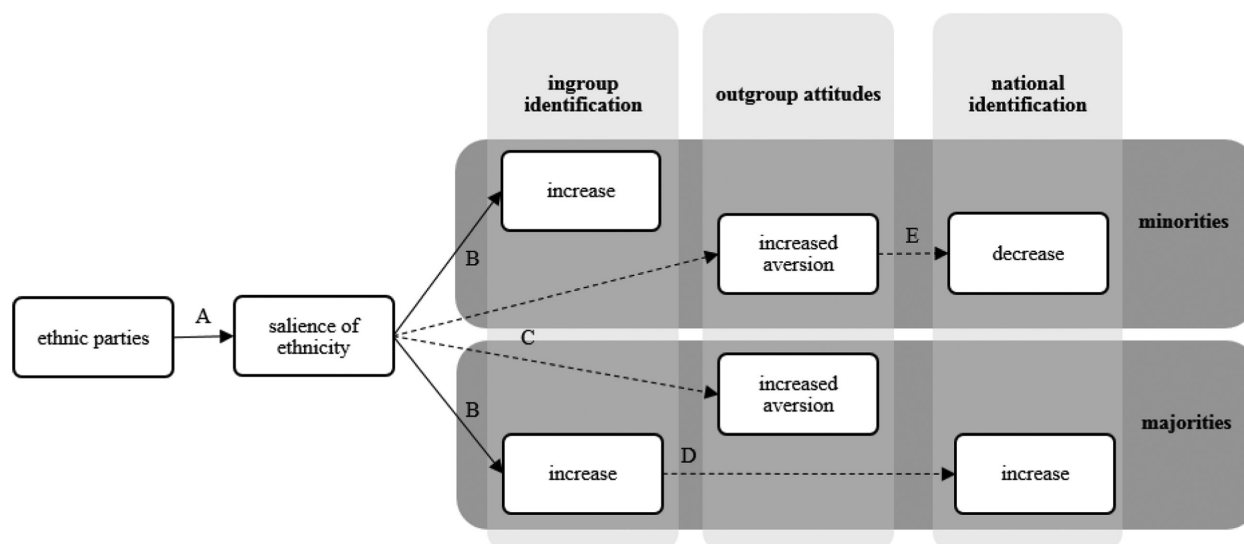 ingroup
identification
outgroup attitudes
national
identification
increase
minorities
B
increased
aversion
E
decrease
ethnic parties
A
salience of
ethnicity
C
increased
aversion
B
majorities
increase
D
increase